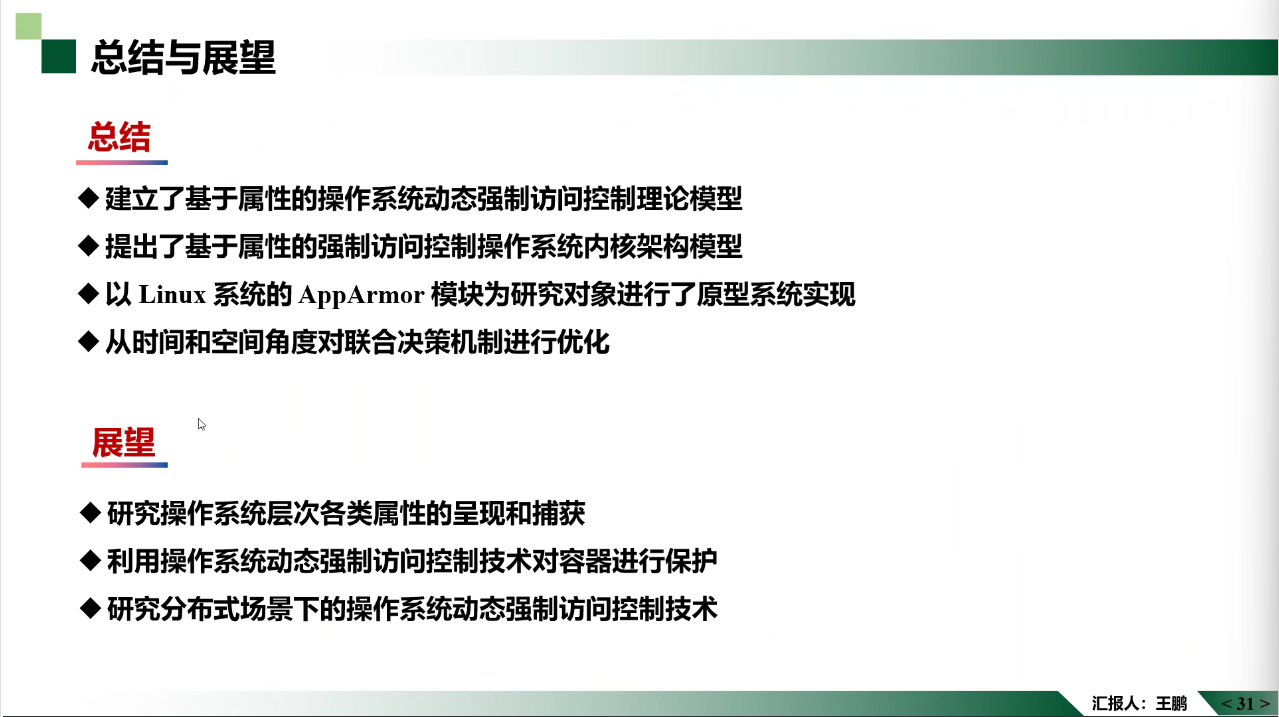 总结与展望
总结
◆建立了基于属性的操作系统动态强制访问控制理论模型
◆提出了基于属性的强制访问控制操作系统内核架构模型
◆以 Linux 系统的 AppArmor 模块为研究对象进行了原型系统实现
◆从时间和空间角度对联合决策机制进行优化
展望
◆研究操作系统层次各类属性的呈现和捕获
◆利用操作系统动态强制访问控制技术对容器进行保护
◆研究分布式场景下的操作系统动态强制访问控制技术
汇报人：王鹏 < 31 >